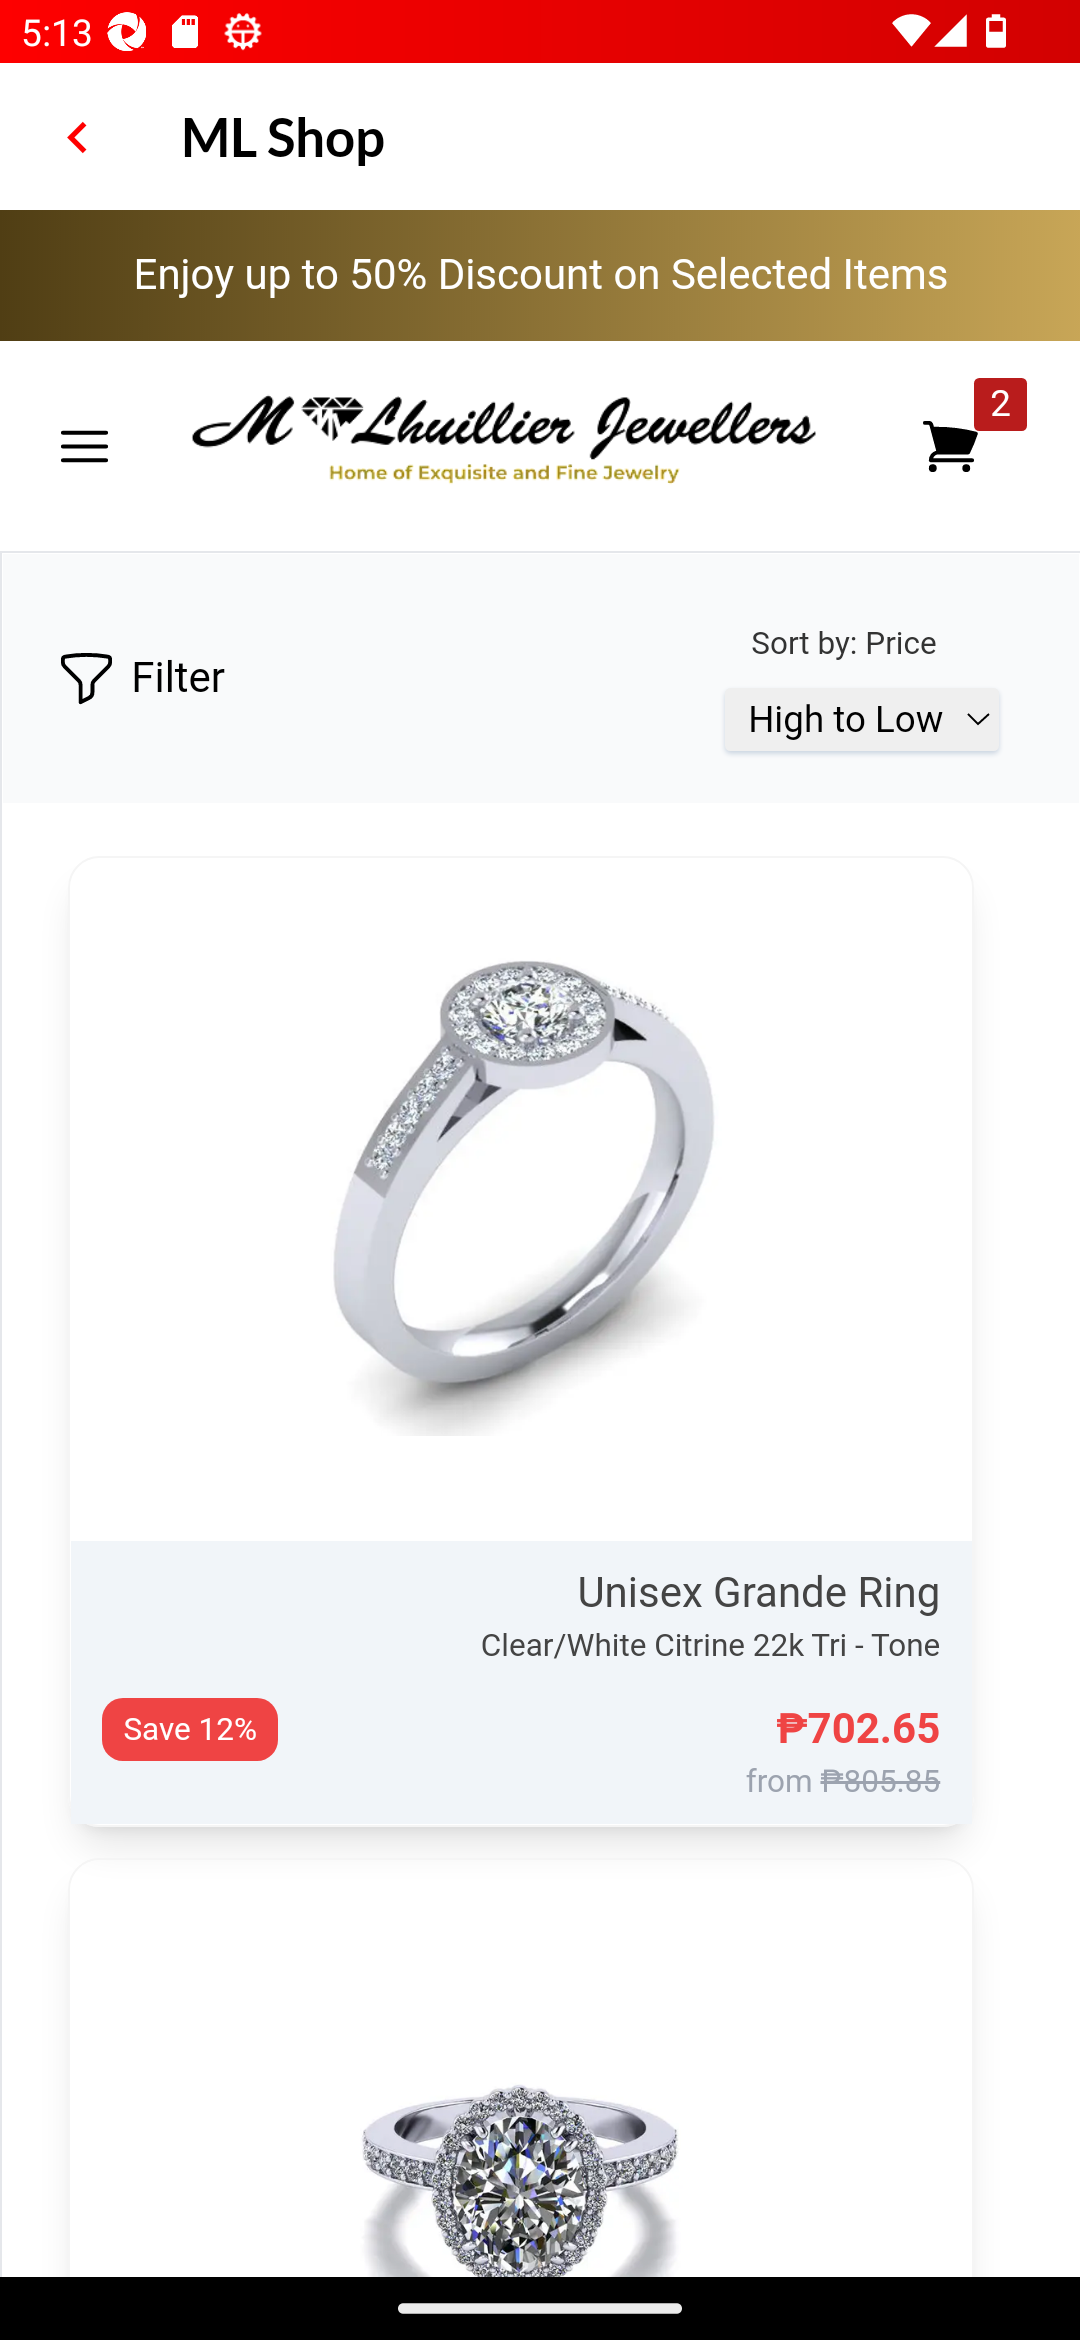 5:13
ML Shop
Enjoy up to 50% Discount on Selected Items
M Lhuillier Jewellers
Home of Exquisite and Fine Jewelry
2
Filter
Sort by: Price
High to Low
Unisex Grande Ring
Clear/White Citrine 22k Tri - Tone
Save 12%
₱702.65
from ₱805.85